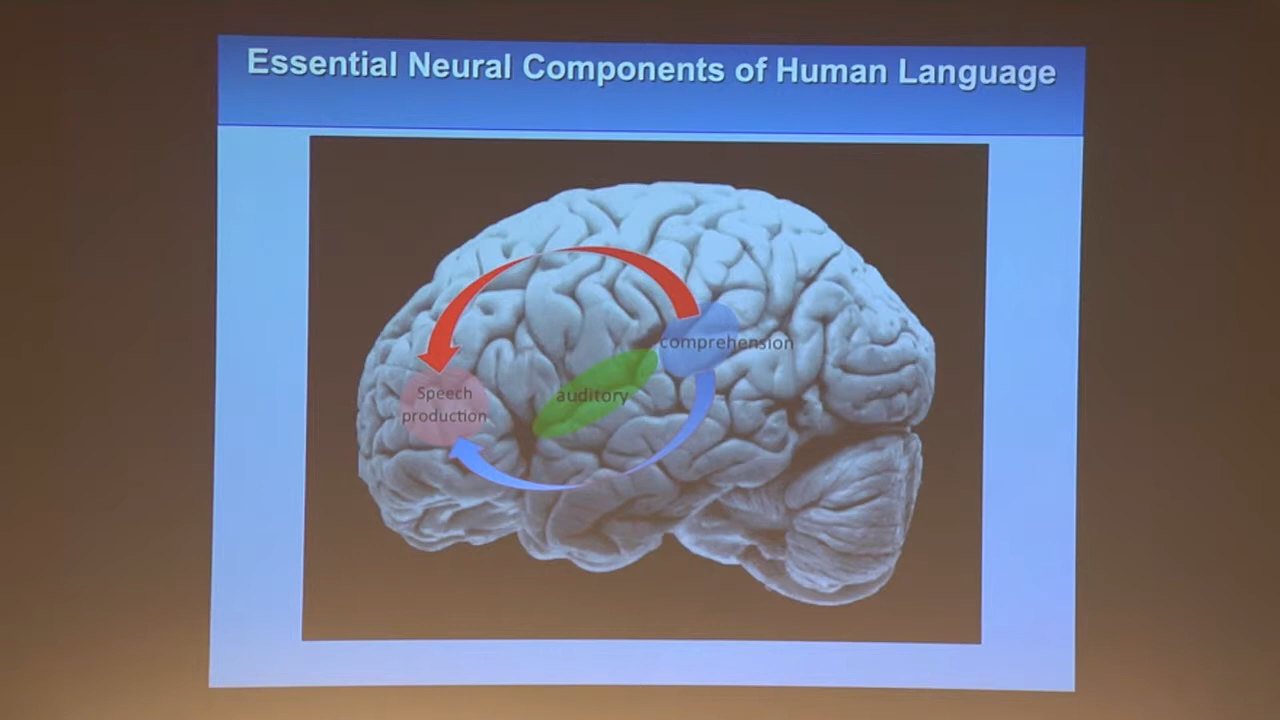 Essential Neural Components of Human Language
comprehension
Speech
production
auditory